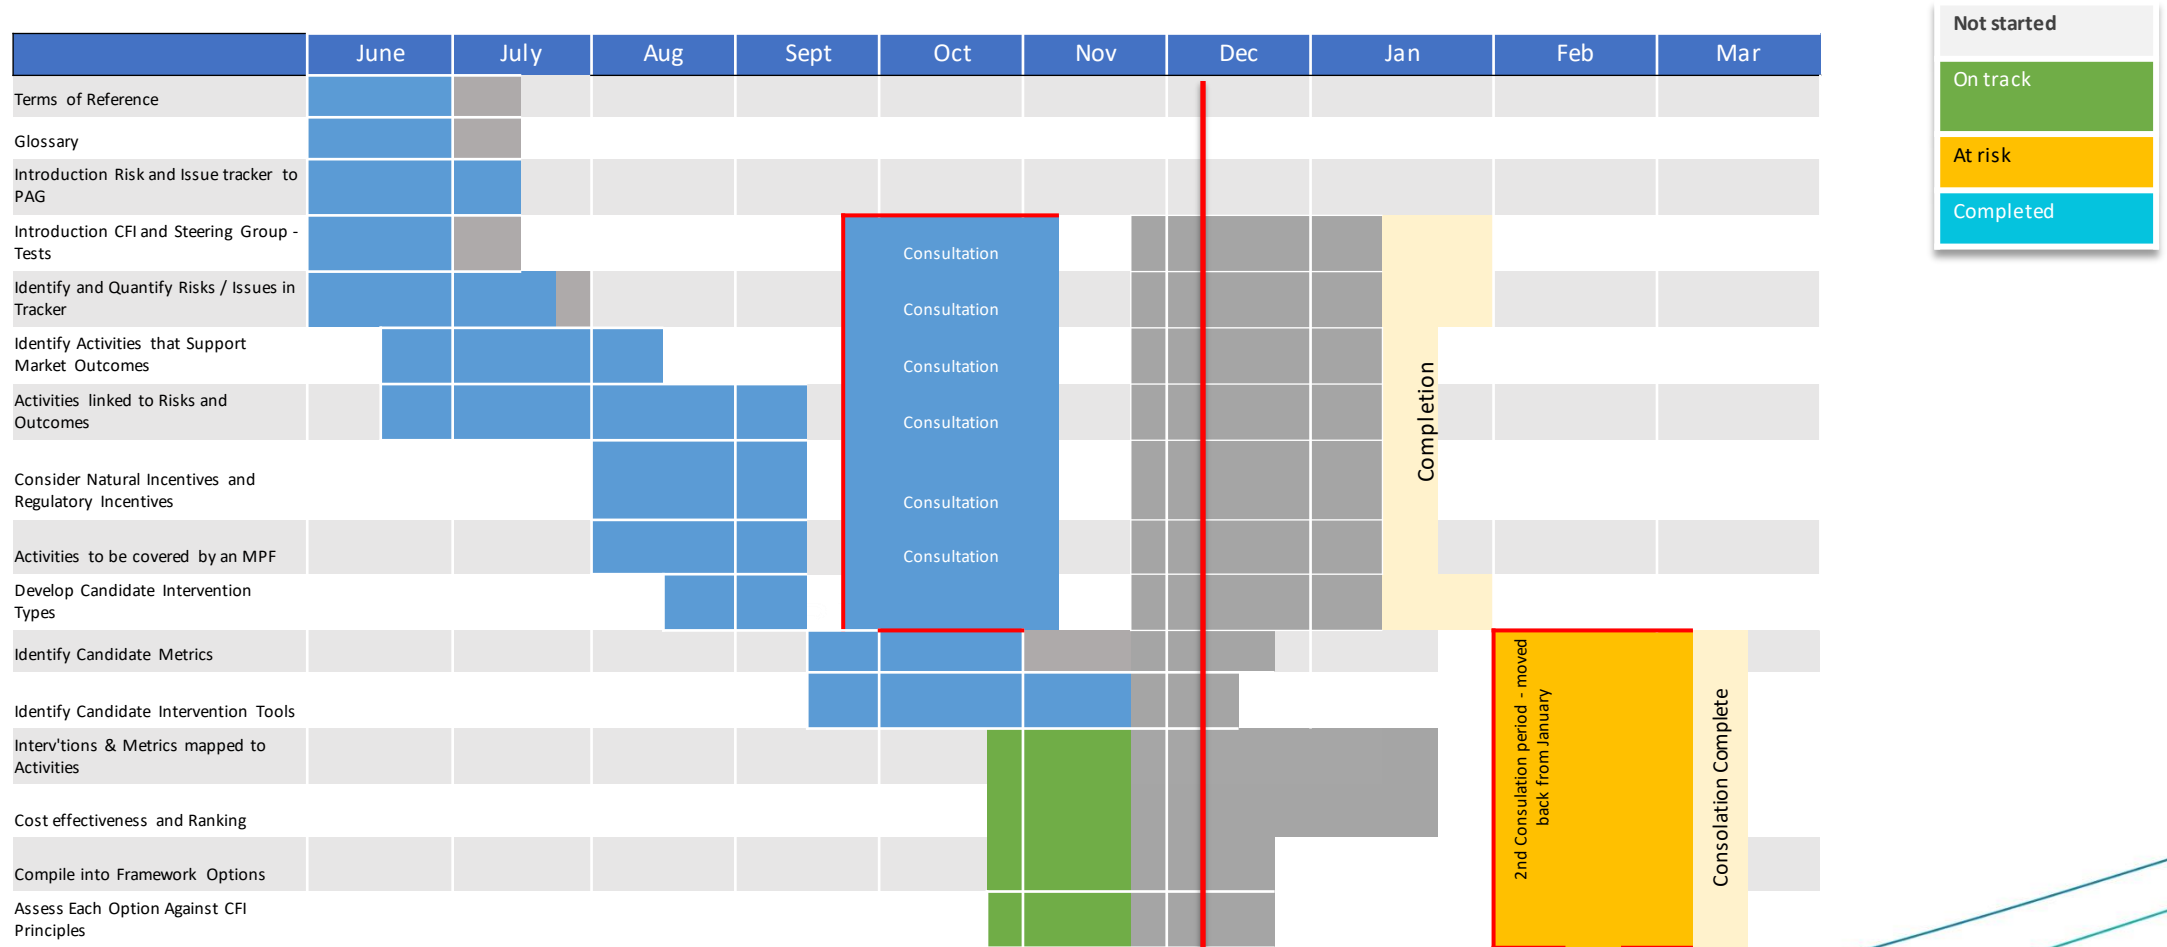 Not started
On track
At risk
Completed
June July Aug Sept Oct Nov Dec Jan Feb Mar
Terms of Reference
Glossary
Introduction Risk and Issue tracker to
PAG
Introduction CFI and Steering Group -
Tests
Consultation
Identify and Quantify Risks / Issues in
Tracker
Consultation
Identify Activities that Support
Market Outcomes
Consultation
Activities linked to Risks and
Outcomes
Consultation
Consider Natural Incentives and
Regulatory Incentives
Consultation
Activities to be covered by an MPF
Consultation
Develop Candidate Intervention
Types
Completion
Identify Candidate Metrics
Identify Candidate Intervention Tools
Interv'tions & Metrics mapped to
Activities
Cost effectiveness and Ranking
Compile into Framework Options
Assess Each Option Against CFI
Principles
2nd Consulation period - moved
back from January
Consolation Complete